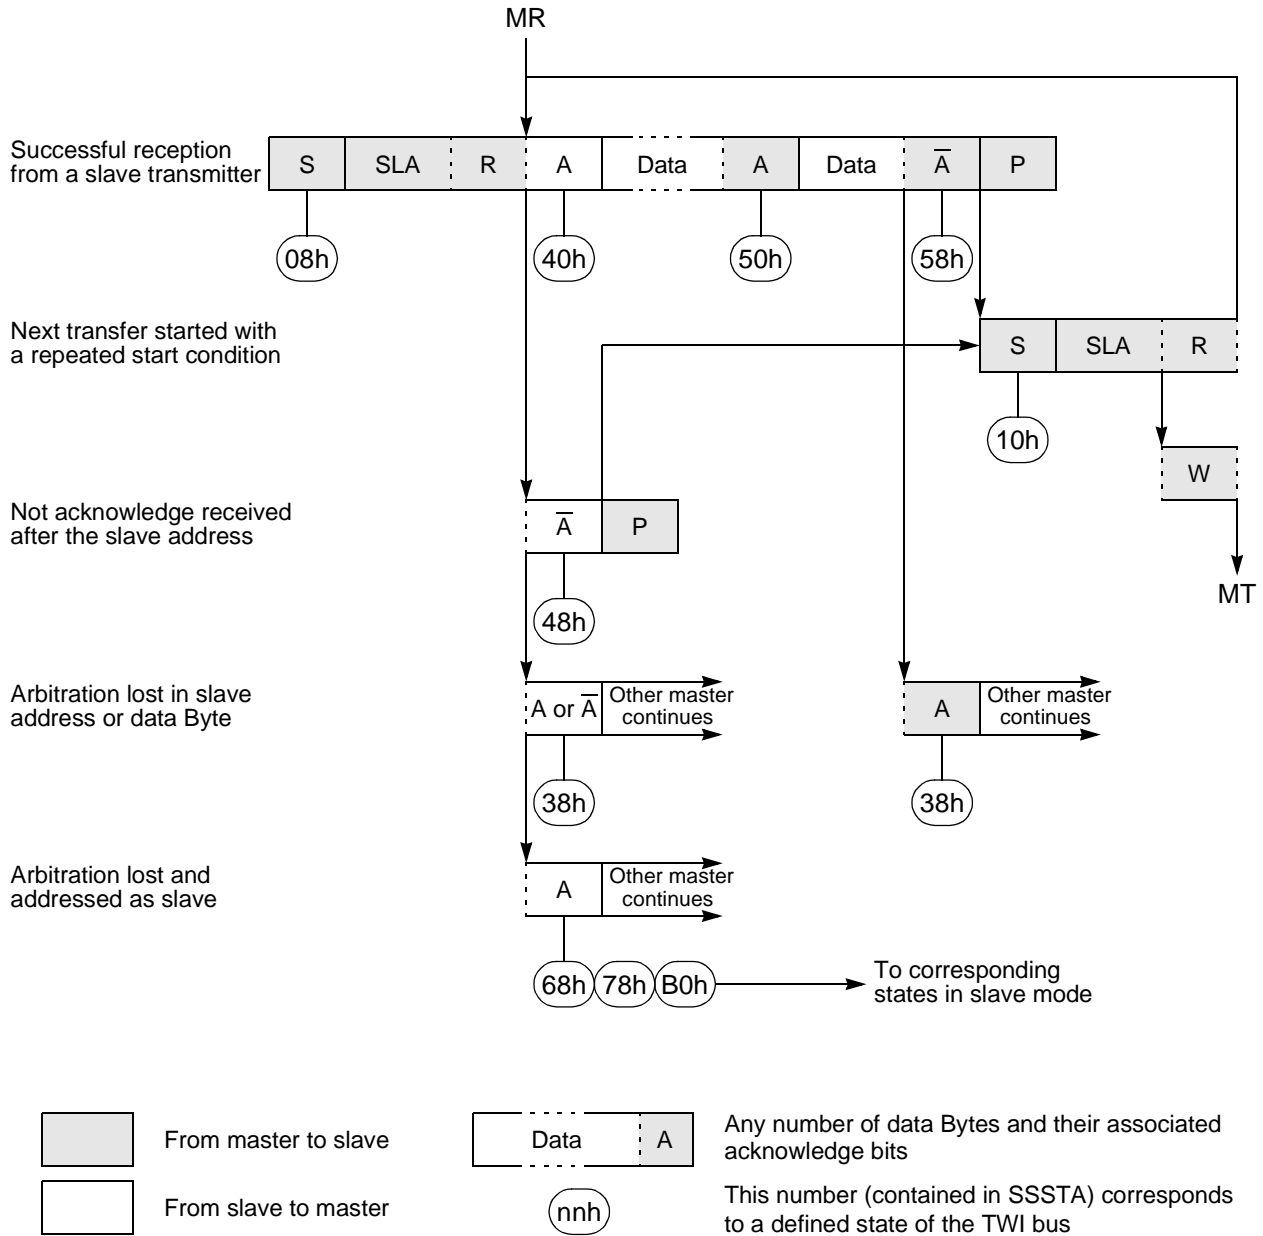 MR
Successful reception
from a slave transmitter
S SLA R A Data A Data A̅ P
08h 40h 50h 58h
Next transfer started with
a repeated start condition
S SLA R
10h
W
MT
Not acknowledge received
after the slave address
A̅ P
48h
Arbitration lost in slave
address or data Byte
A or A̅ Other master
continues
A Other master
continues
38h 38h
Arbitration lost and
addressed as slave
A Other master
continues
68h 78h B0h
To corresponding
states in slave mode
From master to slave
Data A
Any number of data Bytes and their associated
acknowledge bits
From slave to master
nnh
This number (contained in SSSTA) corresponds
to a defined state of the TWI bus